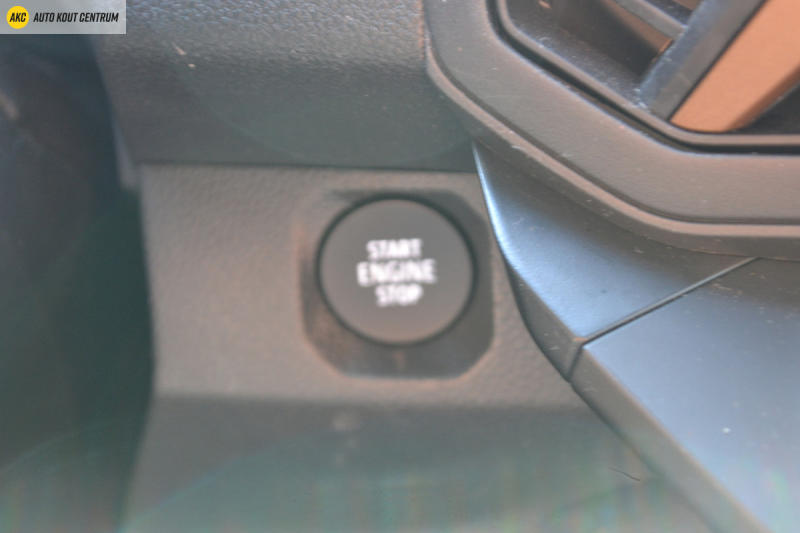 AKC AUTO KOUT CENTRUM
START
ENGINE
STOP